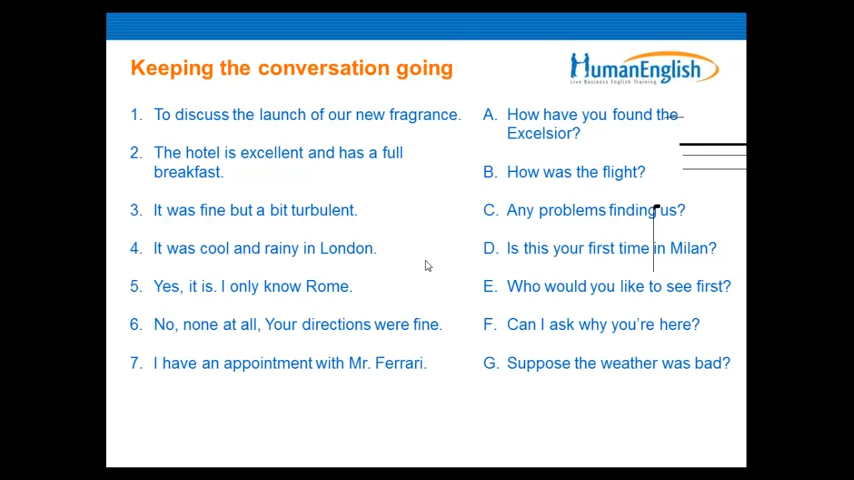 Keeping the conversation going
HumanEnglish
Live Business English Training
1. To discuss the launch of our new fragrance.
2. The hotel is excellent and has a full
breakfast.
3. It was fine but a bit turbulent.
4. It was cool and rainy in London.
5. Yes, it is. I only know Rome.
6. No, none at all, Your directions were fine.
7. I have an appointment with Mr. Ferrari.
A. How have you found the
Excelsior?
B. How was the flight?
C. Any problems finding us?
D. Is this your first time in Milan?
E. Who would you like to see first?
F. Can I ask why you're here?
G. Suppose the weather was bad?